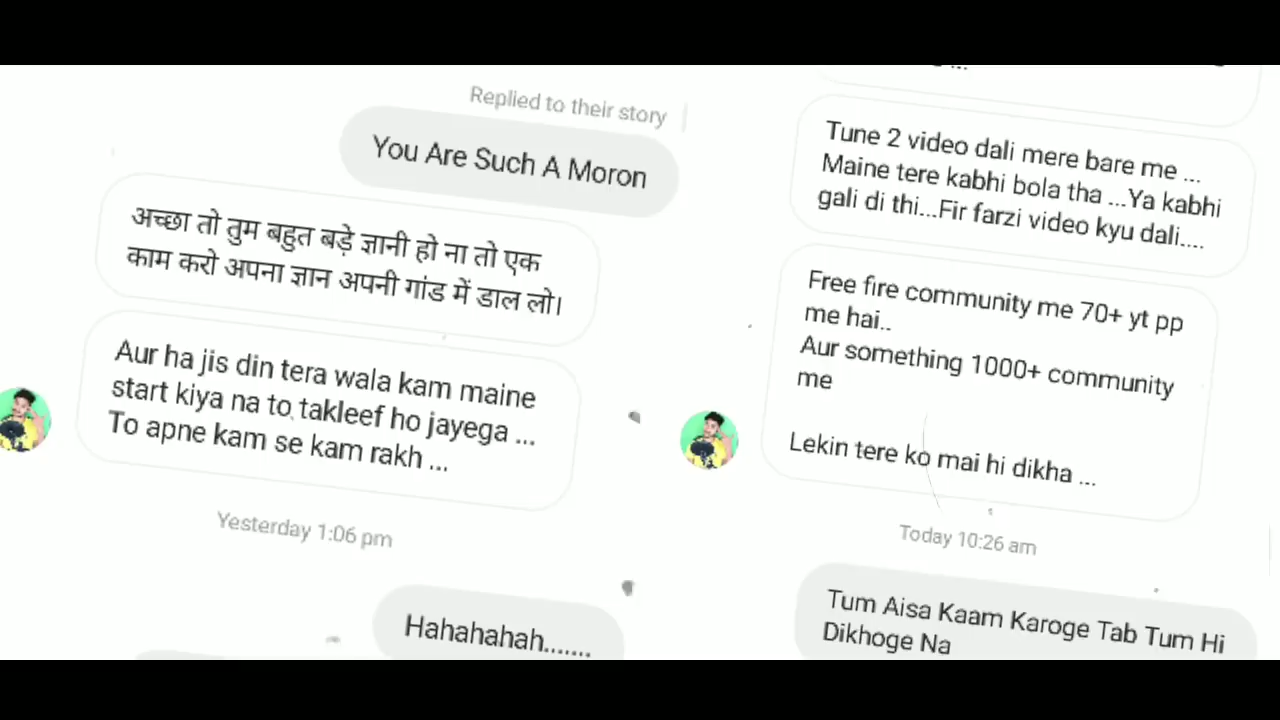 Replied to their story
You Are Such A Moron
अच्छा तो तुम बहुत बड़े ज्ञानी हो ना तो एक
काम करो अपना ज्ञान अपनी गांड में डाल लो।
Aur ha jis din tera wala kam maine
start kiya na to takleef ho jayega ...
To apne kam se kam rakh ...
Yesterday 1:06 pm
Hahahahah.......
...
Tune 2 video dali mere bare me ...
Maine tere kabhi bola tha ...Ya kabhi
gali di thi...Fir farzi video kyu dali....
Free fire community me 70+ yt pp
me hai..
Aur something 1000+ community
me
Lekin tere ko mai hi dikha ...
Today 10:26 am
Tum Aisa Kaam Karoge Tab Tum Hi
Dikhoge Na